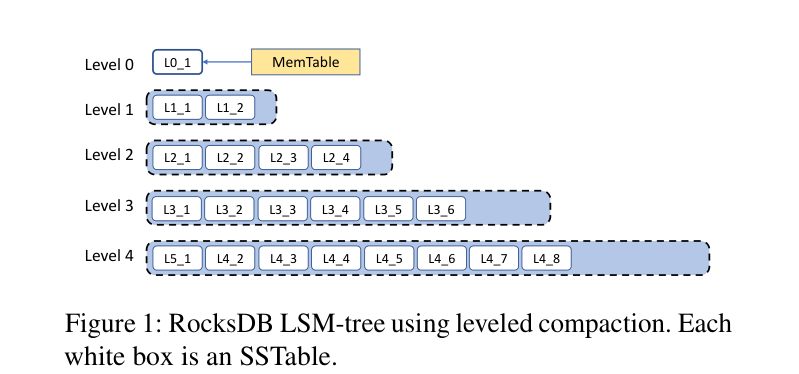 Level 0 L0_1 MemTable
Level 1 L1_1 L1_2
Level 2 L2_1 L2_2 L2_3 L2_4
Level 3 L3_1 L3_2 L3_3 L3_4 L3_5 L3_6
Level 4 L5_1 L4_2 L4_3 L4_4 L4_5 L4_6 L4_7 L4_8
Figure 1: RocksDB LSM-tree using leveled compaction. Each
white box is an SSTable.